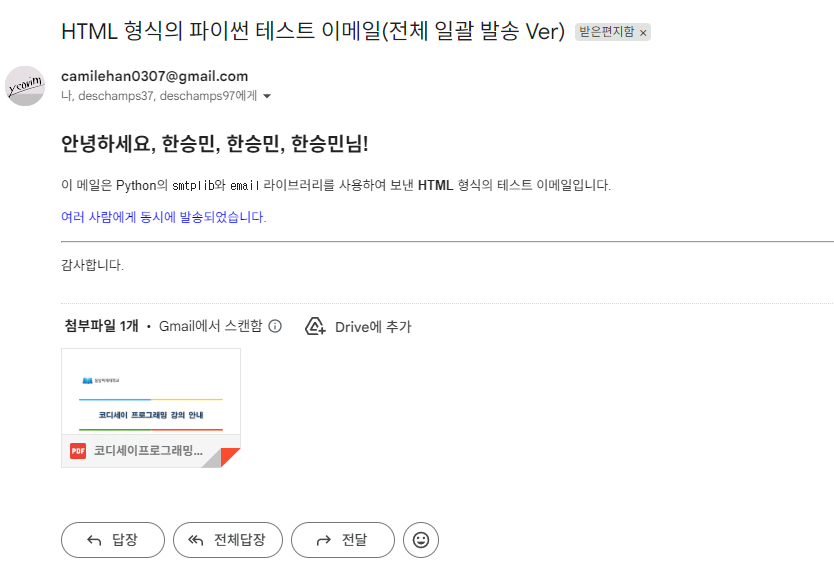 HTML 형식의 파이썬 테스트 이메일(전체 일괄 발송 Ver) 받은편지함 ×
camilehan0307@gmail.com
나, deschamps37, deschamps97에게
안녕하세요, 한승민, 한승민, 한승민님!
이 메일은 Python의 smtplib와 email 라이브러리를 사용하여 보낸 HTML 형식의 테스트 이메일입니다.
여러 사람에게 동시에 발송되었습니다.
감사합니다.
첨부파일 1개 • Gmail에서 스캔함 Drive에 추가
코디세이 프로그래밍 강의 안내
PDF 코디세이프로그래밍...
답장 전체답장 전달